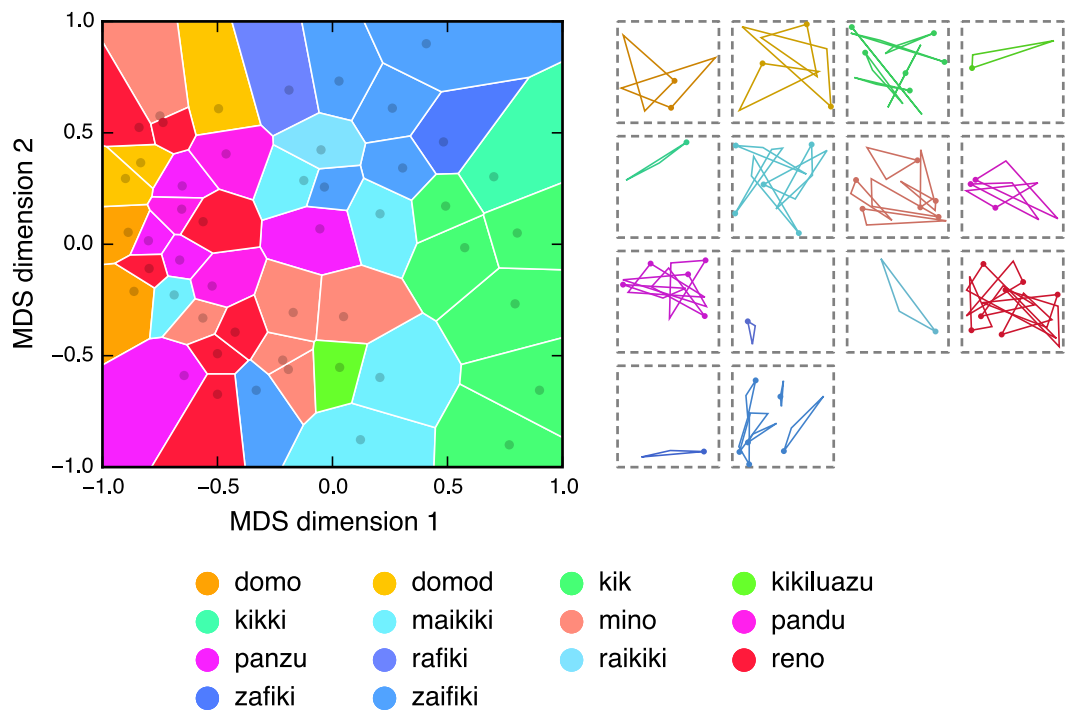 1.0
0.5
0.0
−0.5
−1.0
MDS dimension 2
−1.0 −0.5 0.0 0.5 1.0
MDS dimension 1
domo domod kik kikiluazu
kikki maikiki mino pandu
panzu rafiki raikiki reno
zafiki zaifiki